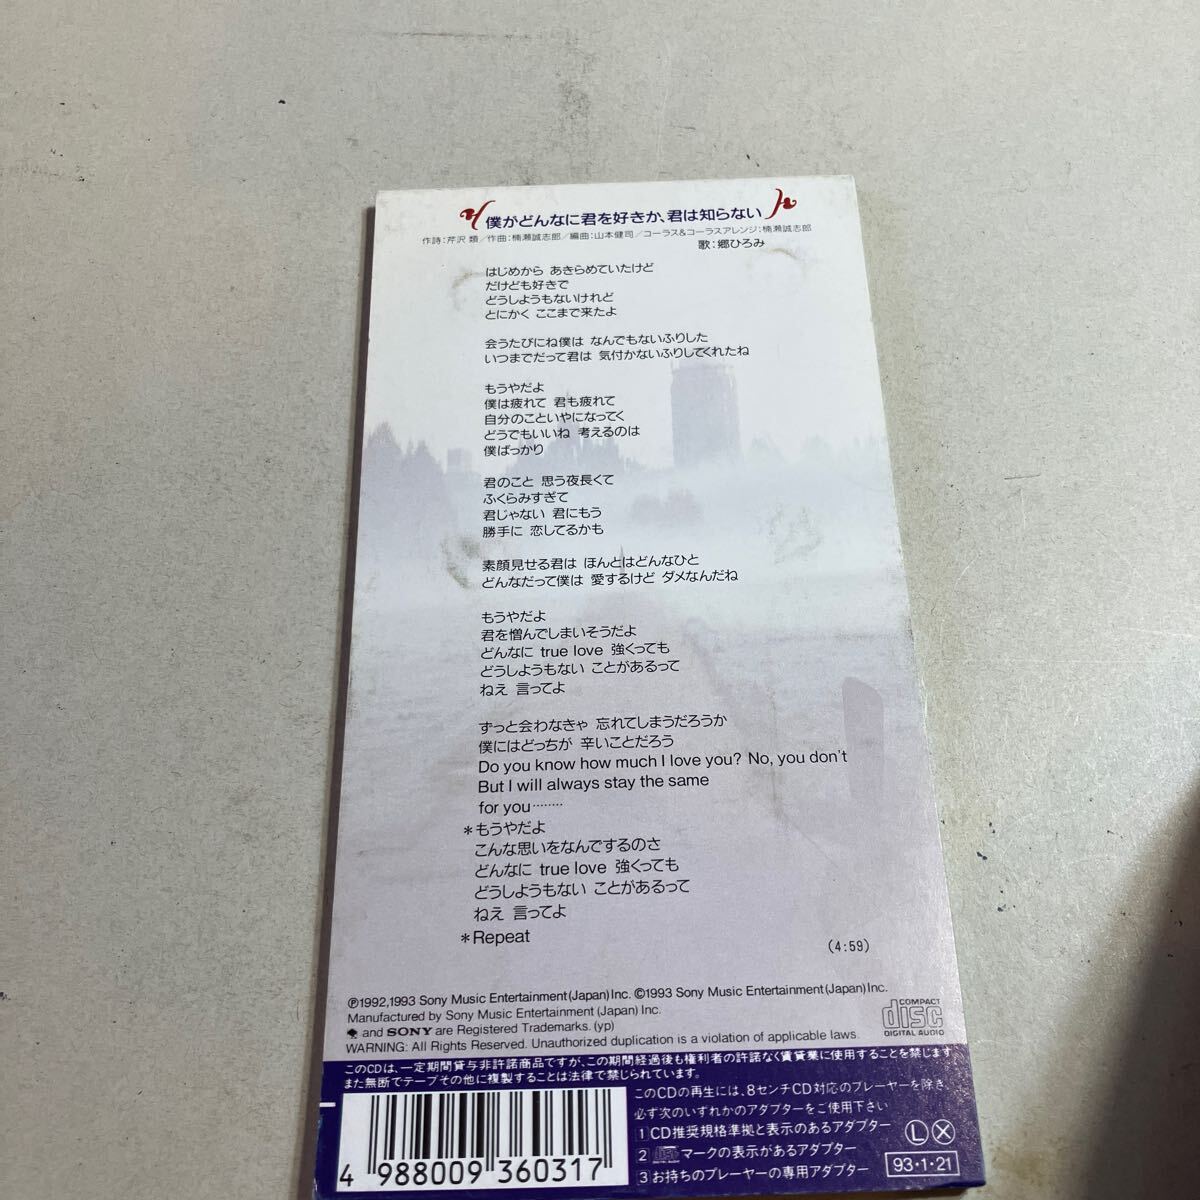 僕がどんなに君を好きか、君は知らない
作詩：芹沢 類／作曲：楠瀬誠志郎／編曲：山本健司／コーラス&コーラスアレンジ：楠瀬誠志郎
歌：郷ひろみ
はじめから あきらめていたけど
だけども好きで
どうしようもないけれど
とにかく ここまで来たよ
会うたびにね僕は なんでもないふりした
いつまでだって君は 気付かないふりしてくれたね
もうやだよ
僕は疲れて 君も疲れて
自分のこといやになってく
どうでもいいね 考えるのは
僕ばっかり
君のこと 思う夜長くて
ふくらみすぎて
君じゃない 君にもう
勝手に 恋してるかも
素顔見せる君は ほんとはどんなひと
どんなだって僕は 愛するけど ダメなんだね
もうやだよ
君を憎んでしまいそうだよ
どんなに true love 強くっても
どうしようもない ことがあるって
ねえ 言ってよ
ずっと会わなきゃ 忘れてしまうだろうか
僕にはどっちが 辛いことだろう
Do you know how much I love you? No, you don't
But I will always stay the same
for you········
＊もうやだよ
こんな思いをなんでするのさ
どんなに true love 強くっても
どうしようもない ことがあるって
ねえ 言ってよ
＊Repeat
(4:59)
℗1992,1993 Sony Music Entertainment(Japan)Inc. ©1993 Sony Music Entertainment(Japan)Inc.
Manufactured by Sony Music Entertainment (Japan) Inc.
and SONY are Registered Trademarks. (yp)
WARNING: All Rights Reserved. Unauthorized duplication is a violation of applicable laws.
COMPACT
disc
DIGITAL AUDIO
このCDは、一定期間貸与非許諾商品ですが、この期間経過後も権利者の許諾なく賃貸業に使用することを禁じます
また無断でテープその他に複製することは法律で禁じられています。
このCDの再生には、8センチCD対応のプレーヤーを除き、
必ず次のいずれかのアダプターをご使用下さい
1 CD推奨規格準拠と表示のあるアダプター
2 マークの表示があるアダプター
3 お持ちのプレーヤーの専用アダプター
L X
93・1・21
4 988009 360317